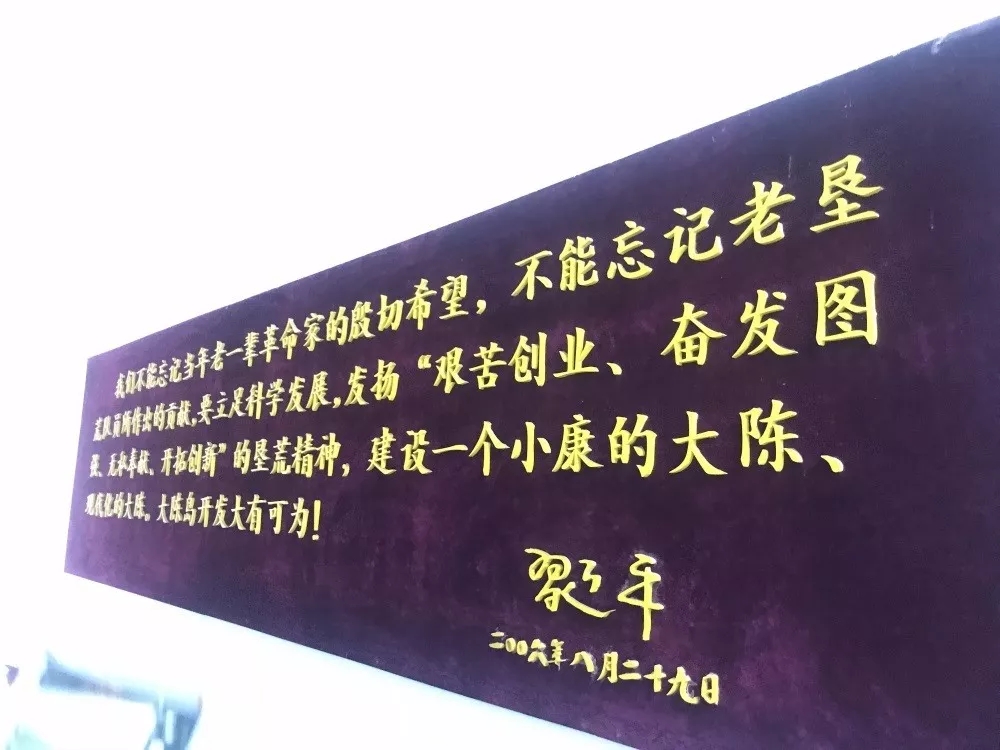 我们不能忘记当年老一辈革命家的殷切希望，不能忘记老垦
荒队员所作出的贡献，要立足科学发展，发扬“艰苦创业、奋发图
强、无私奉献、开拓创新”的垦荒精神，建设一个小康的大陈、
现代化的大陈。大陈岛开发大有可为！
习近平
二〇〇六年八月二十九日